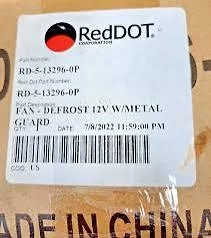 RedDOT
CORPORATION
Part Number
RD-5-13296-0P
Red Dot Part Number
RD-5-13296-0P
Part Description
FAN - DEFROST 12V W/METAL
GUARD
QTY 1 DATE 7/8/2022 11:59:00 PM
COO US
MADE IN CHINA